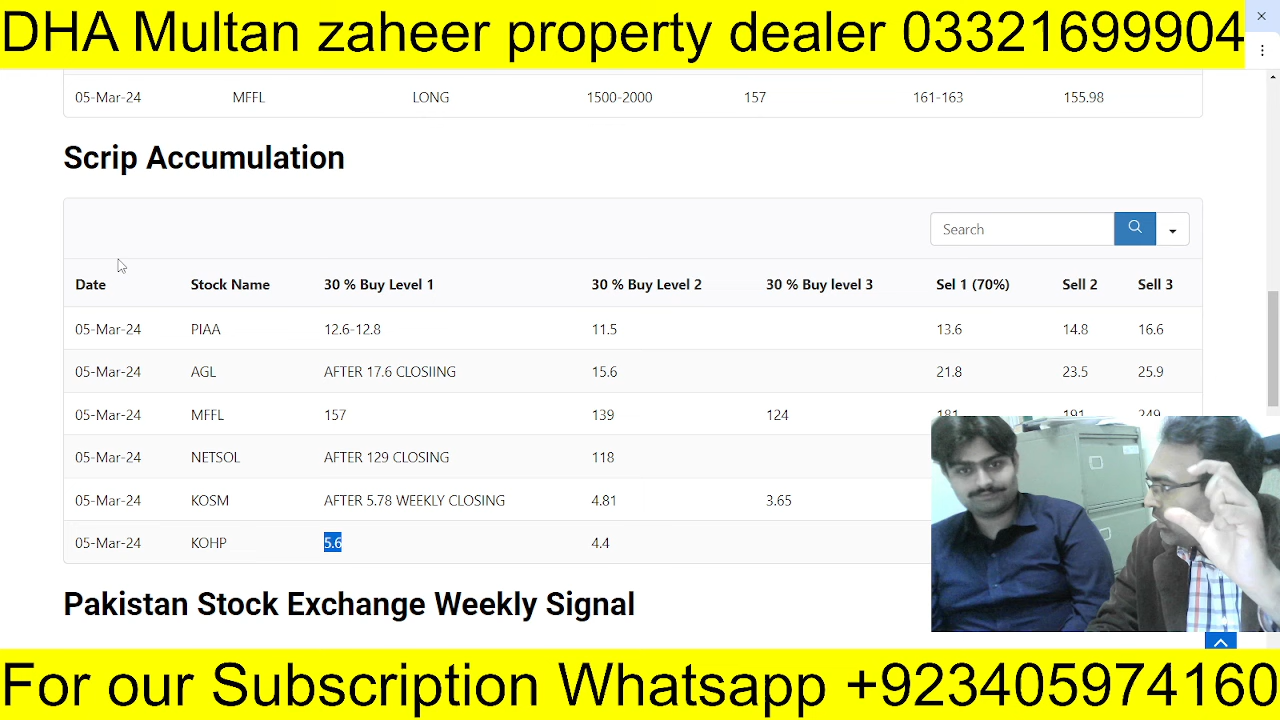 DHA Multan zaheer property dealer 03321699904
05-Mar-24 MFFL LONG 1500-2000 157 161-163 155.98
Scrip Accumulation
Search
Date Stock Name 30 % Buy Level 1 30 % Buy Level 2 30 % Buy level 3 Sel 1 (70%) Sell 2 Sell 3
05-Mar-24 PIAA 12.6-12.8 11.5 13.6 14.8 16.6
05-Mar-24 AGL AFTER 17.6 CLOSIING 15.6 21.8 23.5 25.9
05-Mar-24 MFFL 157 139 124 181 191 249
05-Mar-24 NETSOL AFTER 129 CLOSING 118
05-Mar-24 KOSM AFTER 5.78 WEEKLY CLOSING 4.81 3.65
05-Mar-24 KOHP 5.6 4.4
Pakistan Stock Exchange Weekly Signal
For our Subscription Whatsapp +923405974160